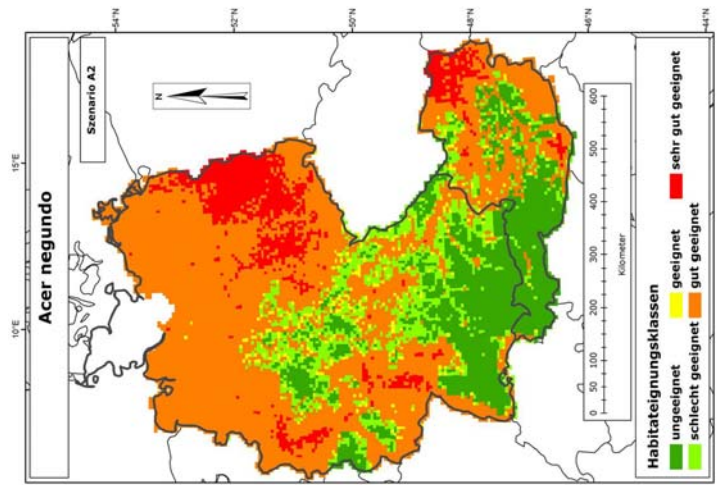 Acer negundo
Szenario A2
10°E
15°E
54°N
52°N
50°N
48°N
46°N
44°N
N
0 50 100 150 200 300 400 500 600
Kilometer
Habitateignungsklassen
ungeeignet
schlecht geeignet
geeignet
gut geeignet
sehr gut geeignet